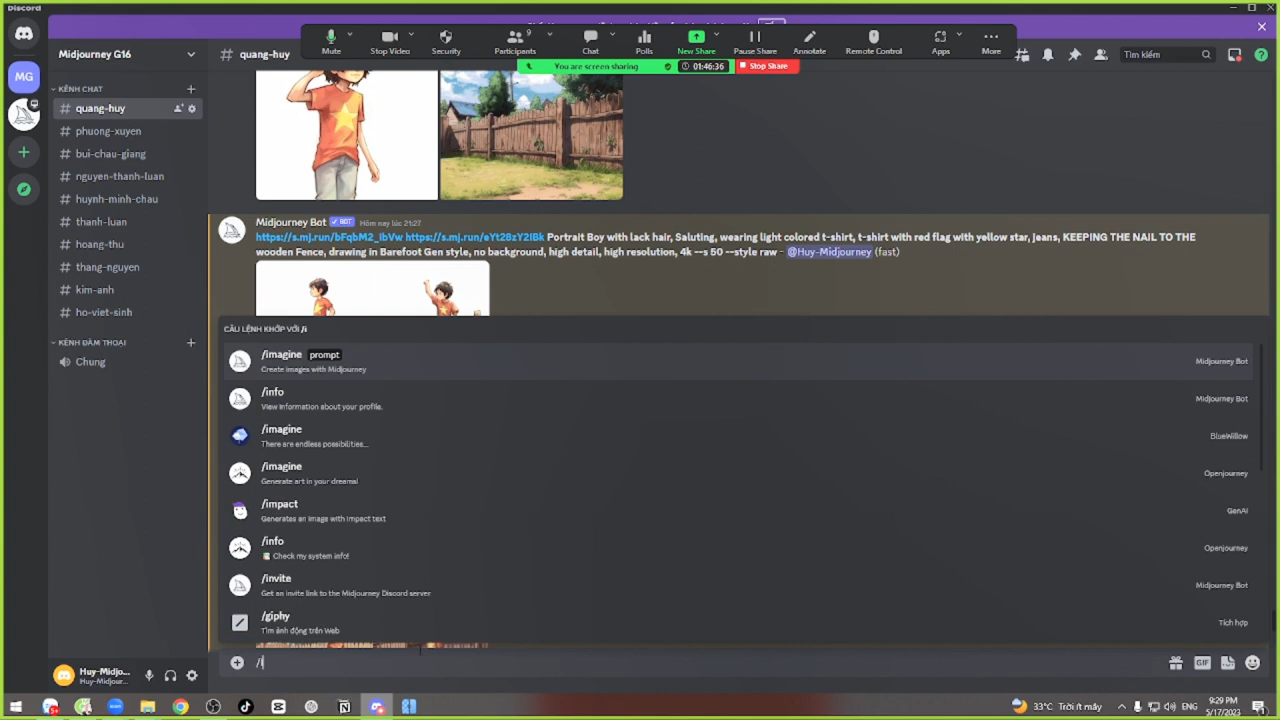 Discord
Midjourney G16
# quang-huy
9
Mute
Stop Video
Security
Participants
Chat
Polls
New Share
Pause Share
Annotate
Remote Control
Apps
More
You are screen sharing
01:46:36
Stop Share
Tìm kiếm
MG
KÊNH CHAT
# quang-huy
# phuong-xuyen
# bui-chau-giang
# nguyen-thanh-luan
# huynh-minh-chau
# thanh-luan
# hoang-thu
# thang-nguyen
# kim-anh
# ho-viet-sinh
KÊNH ĐÀM THOẠI
Chung
Midjourney Bot ✓ BOT Hôm nay lúc 21:27
https://s.mj.run/bFqbM2_IbVw https://s.mj.run/eYt28zY2IBk Portrait Boy with lack hair, Saluting, wearing light colored t-shirt, t-shirt with red flag with yellow star, jeans, KEEPING THE NAIL TO THE
wooden Fence, drawing in Barefoot Gen style, no background, high detail, high resolution, 4k --s 50 --style raw - @Huy-Midjourney (fast)
CÂU LỆNH KHỚP VỚI /i
/imagine prompt
Create images with Midjourney
Midjourney Bot
/info
View information about your profile.
Midjourney Bot
/imagine
There are endless possibilities...
BlueWillow
/imagine
Generate art in your dreams!
Openjourney
/impact
Generates an image with Impact text
GenAI
/info
Check my system info!
Openjourney
/invite
Get an invite link to the Midjourney Discord server
Midjourney Bot
/giphy
Tìm ảnh động trên Web
Tích hợp
/i
GIF
Huy-Midjo...
Huy-Midjour...
5+
33°C Trời ít mây
ENG
9:29 PM
5/17/2023